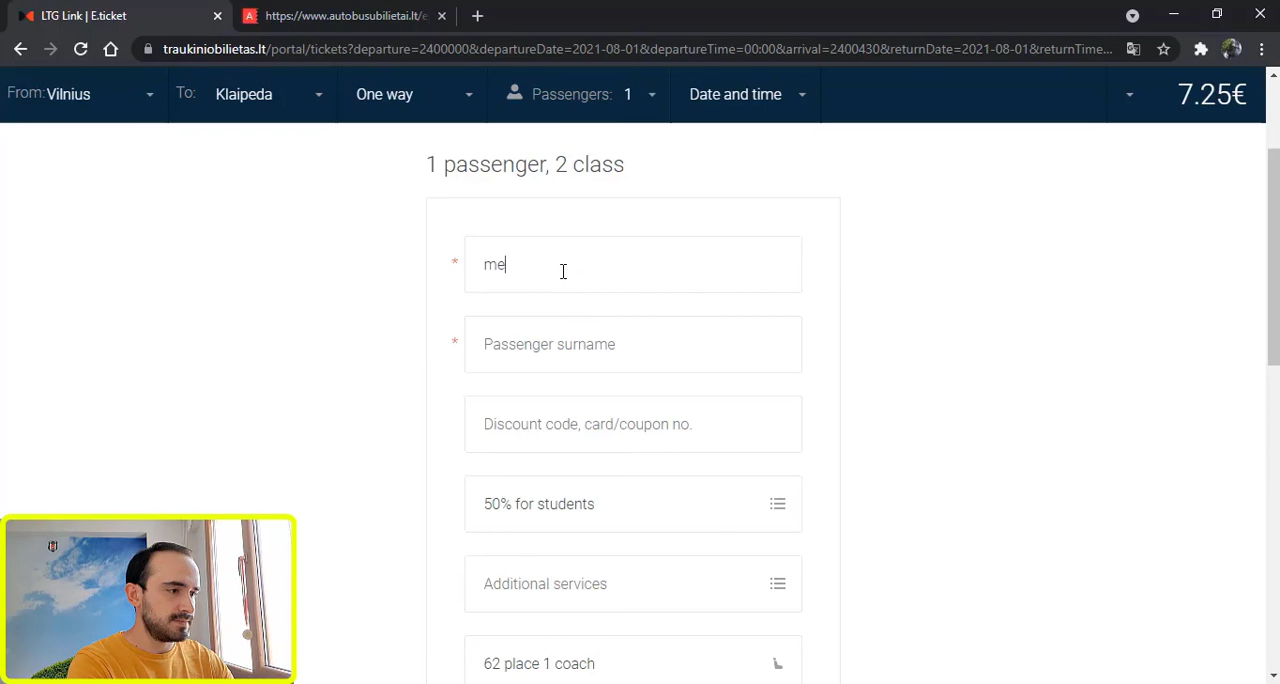 LTG Link | E.ticket
https://www.autobusubilietai.lt/e
traukiniobilietas.lt/portal/tickets?departure=2400000&departureDate=2021-08-01&departureTime=00:00&arrival=2400430&returnDate=2021-08-01&returnTime...
From: Vilnius To: Klaipeda One way Passengers: 1 Date and time 7.25€
1 passenger, 2 class
* me
* Passenger surname
Discount code, card/coupon no.
50% for students
Additional services
62 place 1 coach